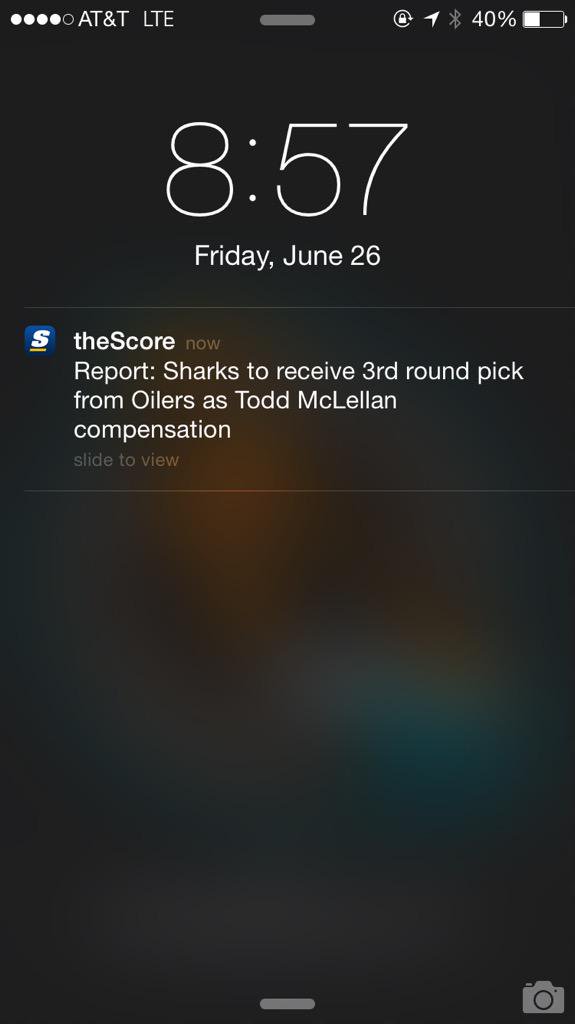 AT&T LTE 40%
8:57
Friday, June 26
theScore now
Report: Sharks to receive 3rd round pick
from Oilers as Todd McLellan
compensation
slide to view